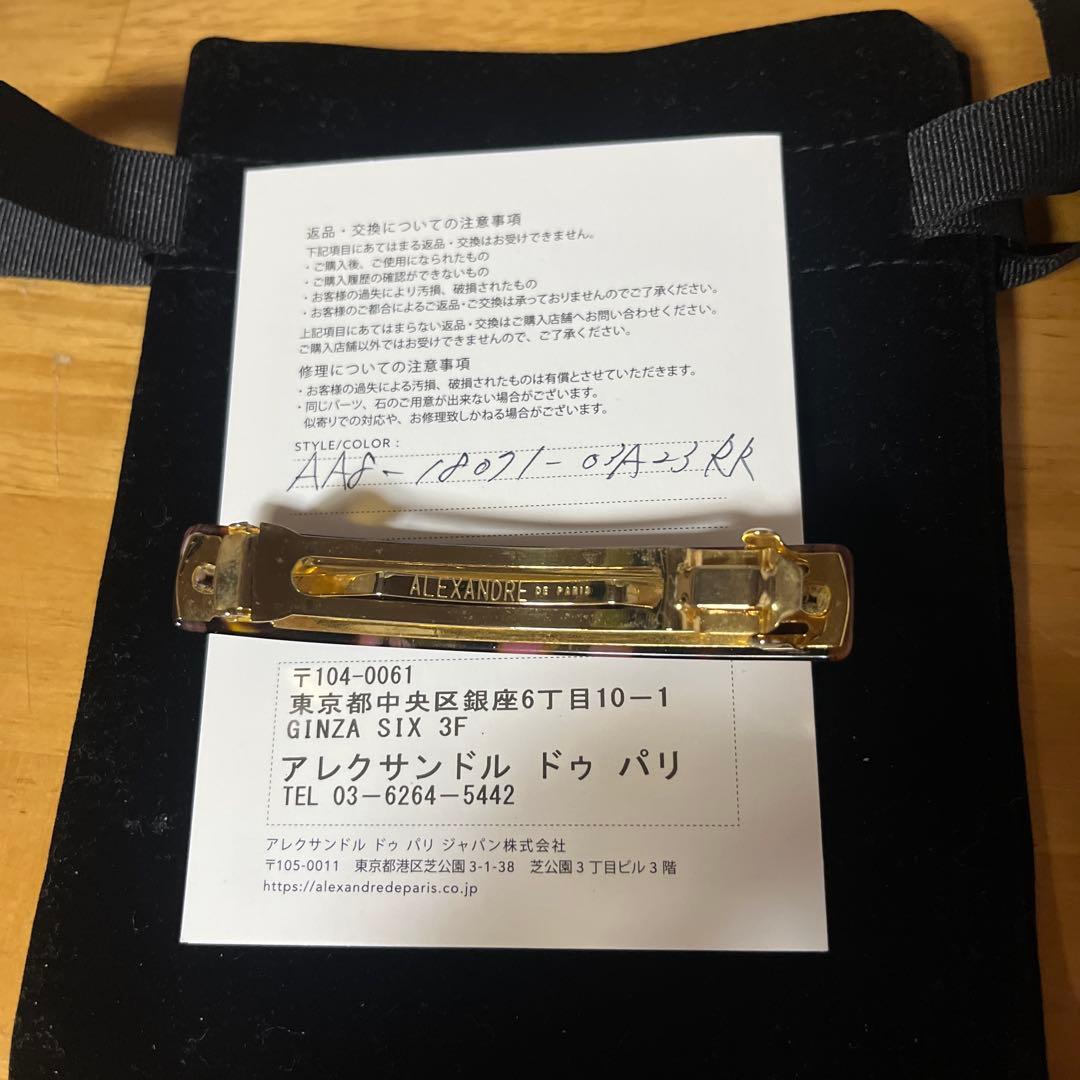 返品・交換についての注意事項
下記項目にあてはまる返品・交換はお受けできません。
・ご購入後、ご使用になられたもの
・ご購入履歴の確認ができないもの
・お客様の過失により汚損、破損されたもの
・お客様のご都合によるご返品・ご交換は承っておりませんのでご了承ください。
上記項目にあてはまらない返品・交換はご購入店舗へお問い合わせください。
ご購入店舗以外ではお受けできませんので、ご了承ください。
修理についての注意事項
・お客様の過失による汚損、破損されたものは有償とさせていただきます。
・同じパーツ、石のご用意が出来ない場合がございます。
似寄りでの対応や、お修理致しかねる場合がございます。
STYLE/COLOR :
AA8-18071-03A23RR
ALEXANDRE DE PARIS
〒104-0061
東京都中央区銀座6丁目10-1
GINZA SIX 3F
アレクサンドル ドゥ パリ
TEL 03-6264-5442
アレクサンドル ドゥ パリ ジャパン株式会社
〒105-0011 東京都港区芝公園3-1-38 芝公園3丁目ビル3階
https://alexandredeparis.co.jp